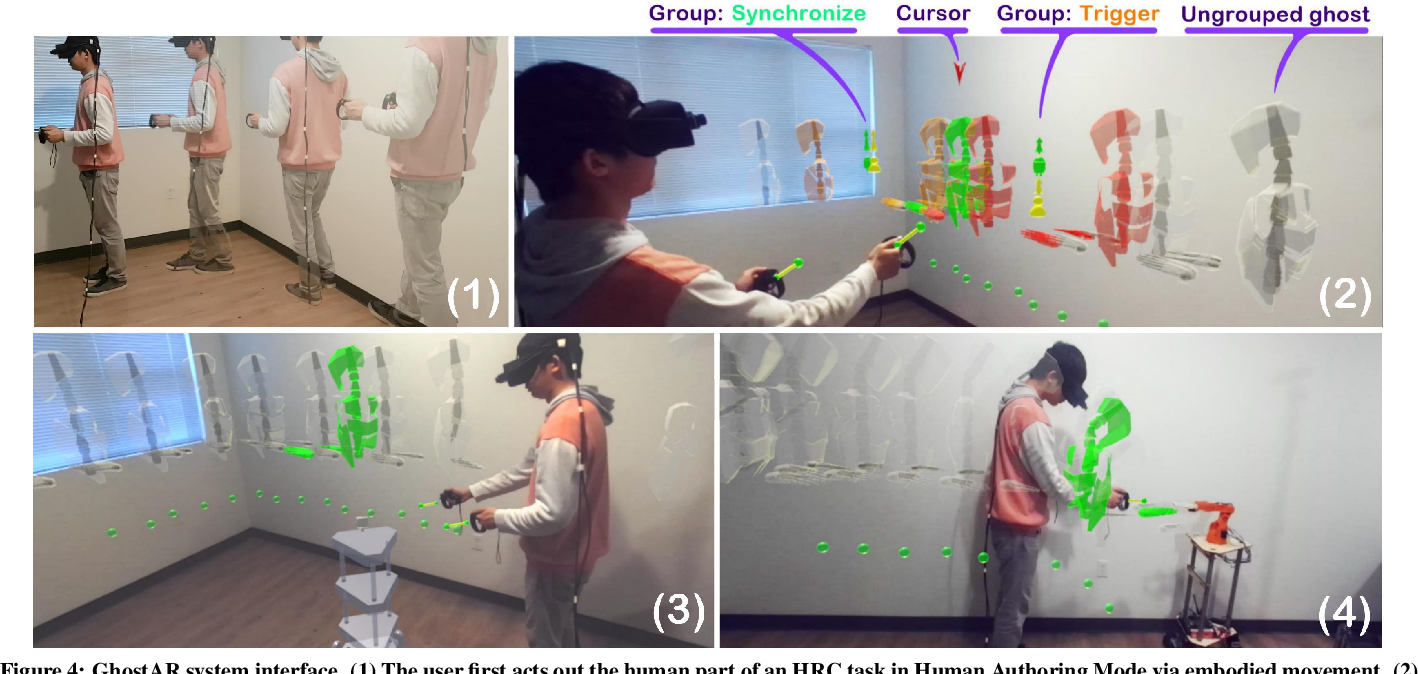 Group: Synchronize Cursor Group: Trigger Ungrouped ghost
(1)
(2)
(3)
(4)
Figure 4: GhostAR system interface. (1) The user first acts out the human part of an HRC task in Human Authoring Mode via embodied movement. (2)